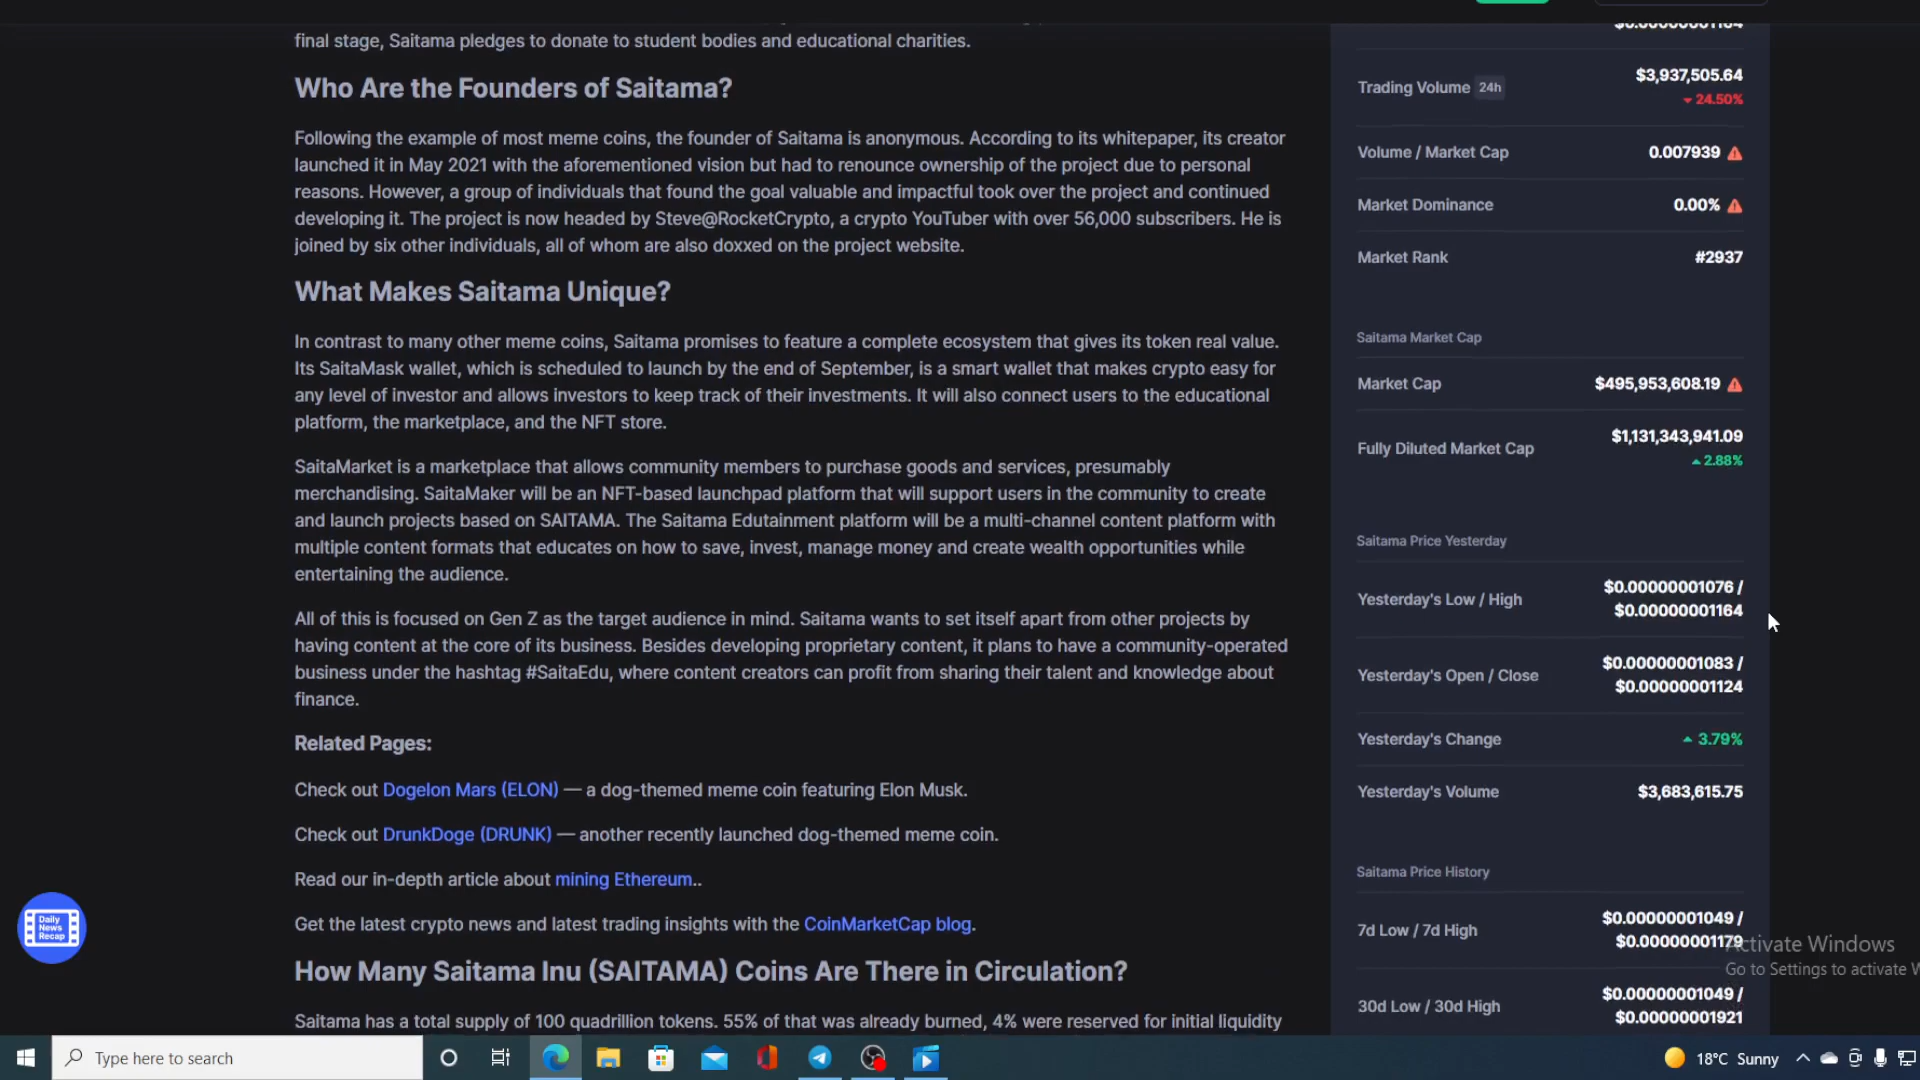 final stage, Saitama pledges to donate to student bodies and educational charities.
Who Are the Founders of Saitama?
Following the example of most meme coins, the founder of Saitama is anonymous. According to its whitepaper, its creator
launched it in May 2021 with the aforementioned vision but had to renounce ownership of the project due to personal
reasons. However, a group of individuals that found the goal valuable and impactful took over the project and continued
developing it. The project is now headed by Steve@RocketCrypto, a crypto YouTuber with over 56,000 subscribers. He is
joined by six other individuals, all of whom are also doxxed on the project website.
What Makes Saitama Unique?
In contrast to many other meme coins, Saitama promises to feature a complete ecosystem that gives its token real value.
Its SaitaMask wallet, which is scheduled to launch by the end of September, is a smart wallet that makes crypto easy for
any level of investor and allows investors to keep track of their investments. It will also connect users to the educational
platform, the marketplace, and the NFT store.
SaitaMarket is a marketplace that allows community members to purchase goods and services, presumably
merchandising. SaitaMaker will be an NFT-based launchpad platform that will support users in the community to create
and launch projects based on SAITAMA. The Saitama Edutainment platform will be a multi-channel content platform with
multiple content formats that educates on how to save, invest, manage money and create wealth opportunities while
entertaining the audience.
All of this is focused on Gen Z as the target audience in mind. Saitama wants to set itself apart from other projects by
having content at the core of its business. Besides developing proprietary content, it plans to have a community-operated
business under the hashtag #SaitaEdu, where content creators can profit from sharing their talent and knowledge about
finance.
Related Pages:
Check out Dogelon Mars (ELON) — a dog-themed meme coin featuring Elon Musk.
Check out DrunkDoge (DRUNK) — another recently launched dog-themed meme coin.
Read our in-depth article about mining Ethereum..
Get the latest crypto news and latest trading insights with the CoinMarketCap blog.
How Many Saitama Inu (SAITAMA) Coins Are There in Circulation?
Saitama has a total supply of 100 quadrillion tokens. 55% of that was already burned, 4% were reserved for initial liquidity
Trading Volume 24h
$3,937,505.64
24.50%
Volume / Market Cap
0.007939
Market Dominance
0.00%
Market Rank
#2937
Saitama Market Cap
Market Cap
$495,953,608.19
Fully Diluted Market Cap
$1,131,343,941.09
2.88%
Saitama Price Yesterday
Yesterday's Low / High
$0.00000001076 /
$0.00000001164
Yesterday's Open / Close
$0.00000001083 /
$0.00000001124
Yesterday's Change
3.79%
Yesterday's Volume
$3,683,615.75
Saitama Price History
7d Low / 7d High
$0.00000001049 /
$0.00000001179
30d Low / 30d High
$0.00000001049 /
$0.00000001921
Activate Windows
Go to Settings to activate W
Daily
News
Recap
Type here to search
18°C Sunny